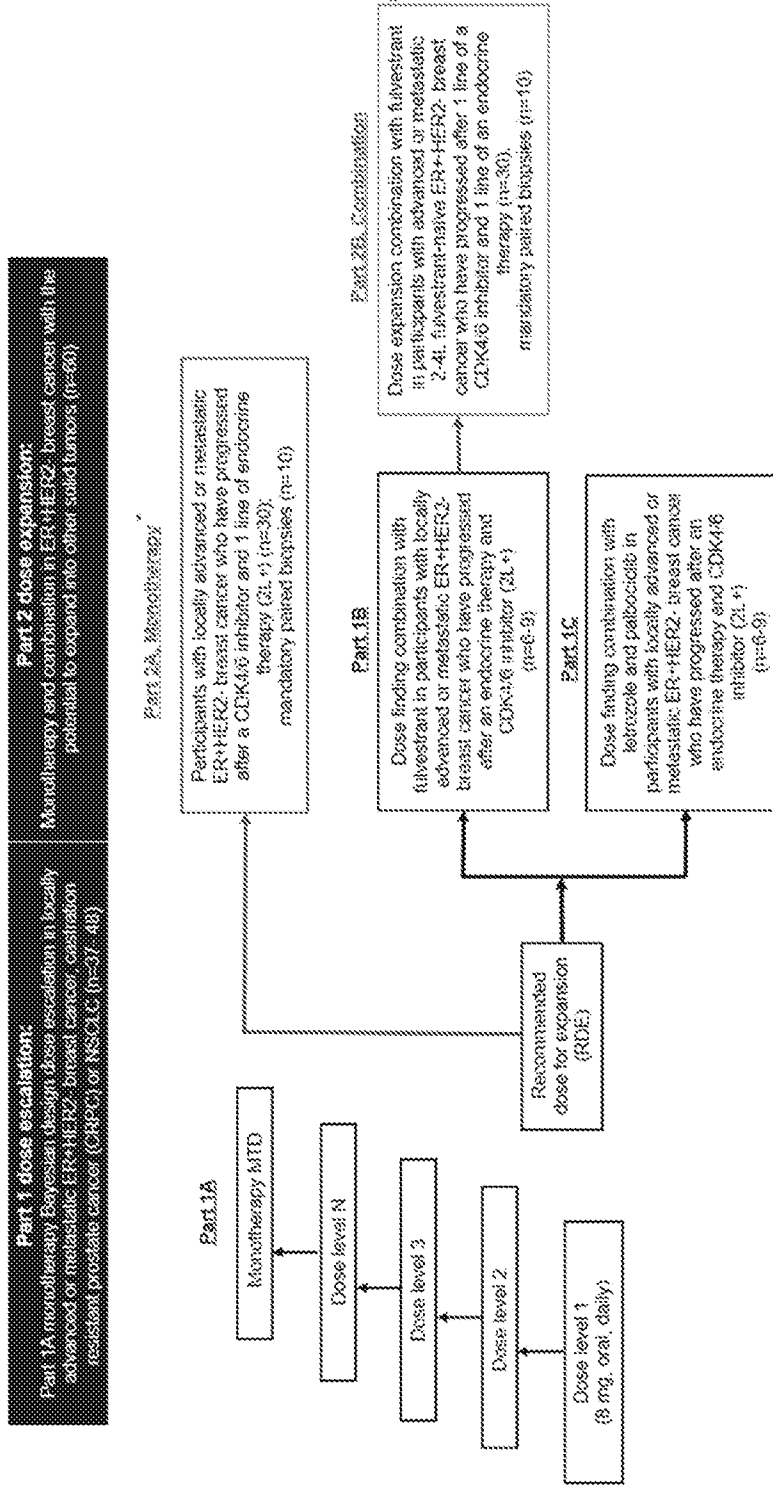 Part 1 dose escalation:
Part 1A monotherapy Bayesian design dose escalation in locally
advanced or metastatic ER+HER2- breast cancer, castration
resistant prostate cancer (CRPC) or NSCLC (n=37-48)
Part 2 dose expansion:
Monotherapy and combination in ER+HER2- breast cancer with the
potential to expand into other solid tumors (n=60)
Part 1A
Monotherapy MTD
Dose level N
Dose level 3
Dose level 2
Dose level 1
(8 mg, oral, daily)
Recommended
dose for expansion
(RDE)
Part 2A. Monotherapy
Participants with locally advanced or metastatic
ER+HER2- breast cancer who have progressed
after a CDK4/6 inhibitor and 1 line of endocrine
therapy (2L+) (n=30);
mandatory paired biopsies (n=10)
Part 1B
Dose finding combination with
fulvestrant in participants with locally
advanced or metastatic ER+HER2-
breast cancer who have progressed
after an endocrine therapy and
CDK4/6 inhibitor (2L+)
(n=6-9)
Part 1C
Dose finding combination with
letrozole and palbociclib in
participants with locally advanced or
metastatic ER+HER2- breast cancer
who have progressed after an
endocrine therapy and CDK4/6
inhibitor (2L+)
(n=6-9)
Part 2B. Combination
Dose expansion combination with fulvestrant
in participants with advanced or metastatic
2-4L fulvestrant-naïve ER+HER2- breast
cancer who have progressed after 1 line of a
CDK4/6 inhibitor and 1 line of an endocrine
therapy (n=30).
mandatory paired biopsies (n=10)